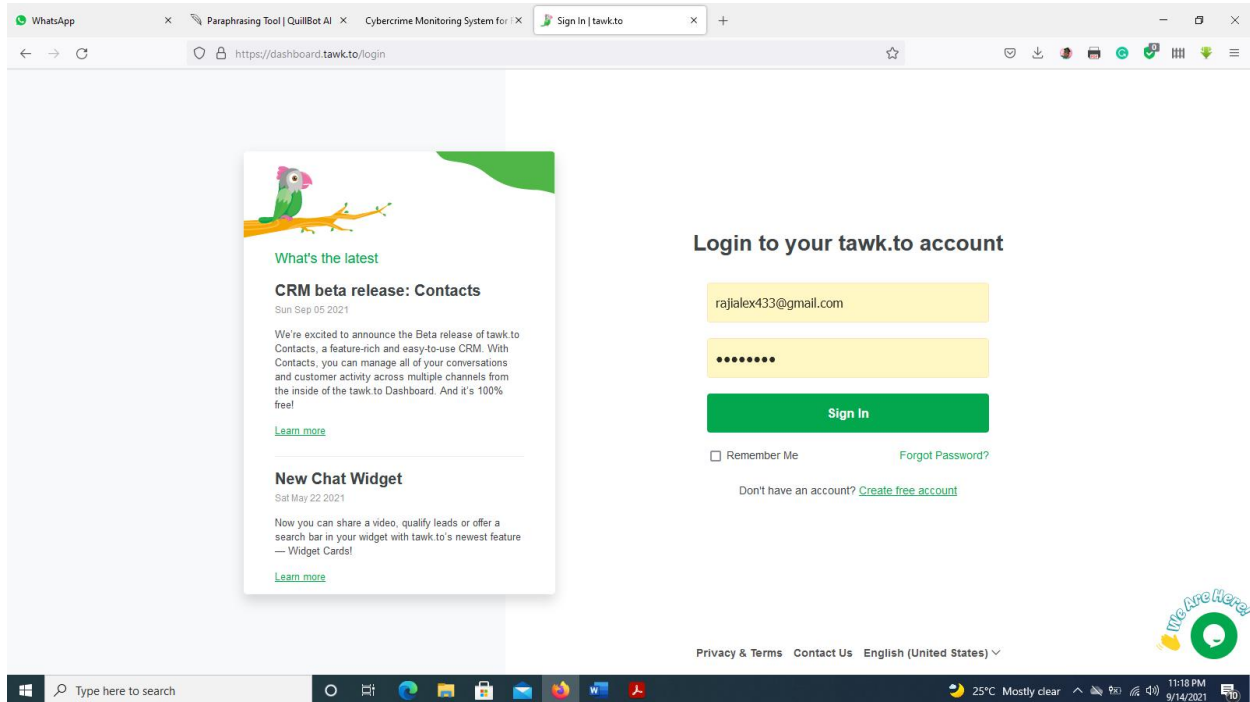 WhatsApp
Paraphrasing Tool | QuillBot AI
Cybercrime Monitoring System for
Sign In | tawk.to
https://dashboard.tawk.to/login
0
What's the latest
CRM beta release: Contacts
Sun Sep 05 2021
We're excited to announce the Beta release of tawk.to
Contacts, a feature-rich and easy-to-use CRM. With
Contacts, you can manage all of your conversations
and customer activity across multiple channels from
the inside of the tawk.to Dashboard. And it's 100%
free!
Learn more
New Chat Widget
Sat May 22 2021
Now you can share a video, qualify leads or offer a
search bar in your widget with tawk.to's newest feature
— Widget Cards!
Learn more
Login to your tawk.to account
rajialex433@gmail.com
••••••••
Sign In
Remember Me
Forgot Password?
Don't have an account? Create free account
We Are Here!
Privacy & Terms Contact Us English (United States)
Type here to search
25°C Mostly clear
11:18 PM
9/14/2021